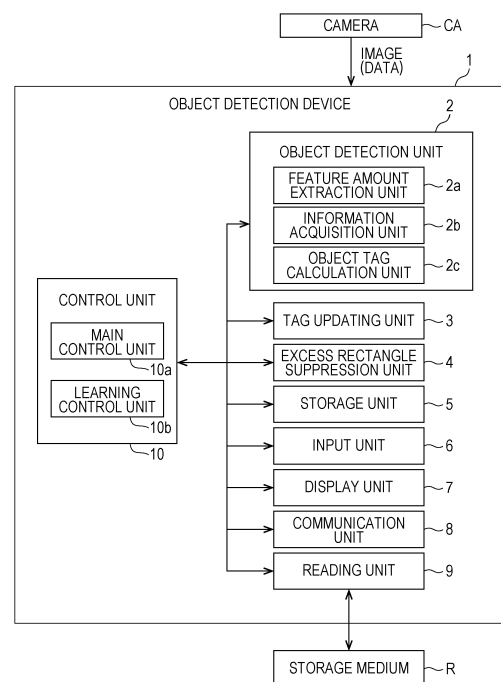 CAMERA
CA
IMAGE
(DATA)
1
OBJECT DETECTION DEVICE
2
OBJECT DETECTION UNIT
FEATURE AMOUNT
EXTRACTION UNIT
2a
INFORMATION
ACQUISITION UNIT
2b
OBJECT TAG
CALCULATION UNIT
2c
CONTROL UNIT
MAIN
CONTROL UNIT
10a
LEARNING
CONTROL UNIT
10b
10
TAG UPDATING UNIT
3
EXCESS RECTANGLE
SUPPRESSION UNIT
4
STORAGE UNIT
5
INPUT UNIT
6
DISPLAY UNIT
7
COMMUNICATION
UNIT
8
READING UNIT
9
STORAGE MEDIUM
R